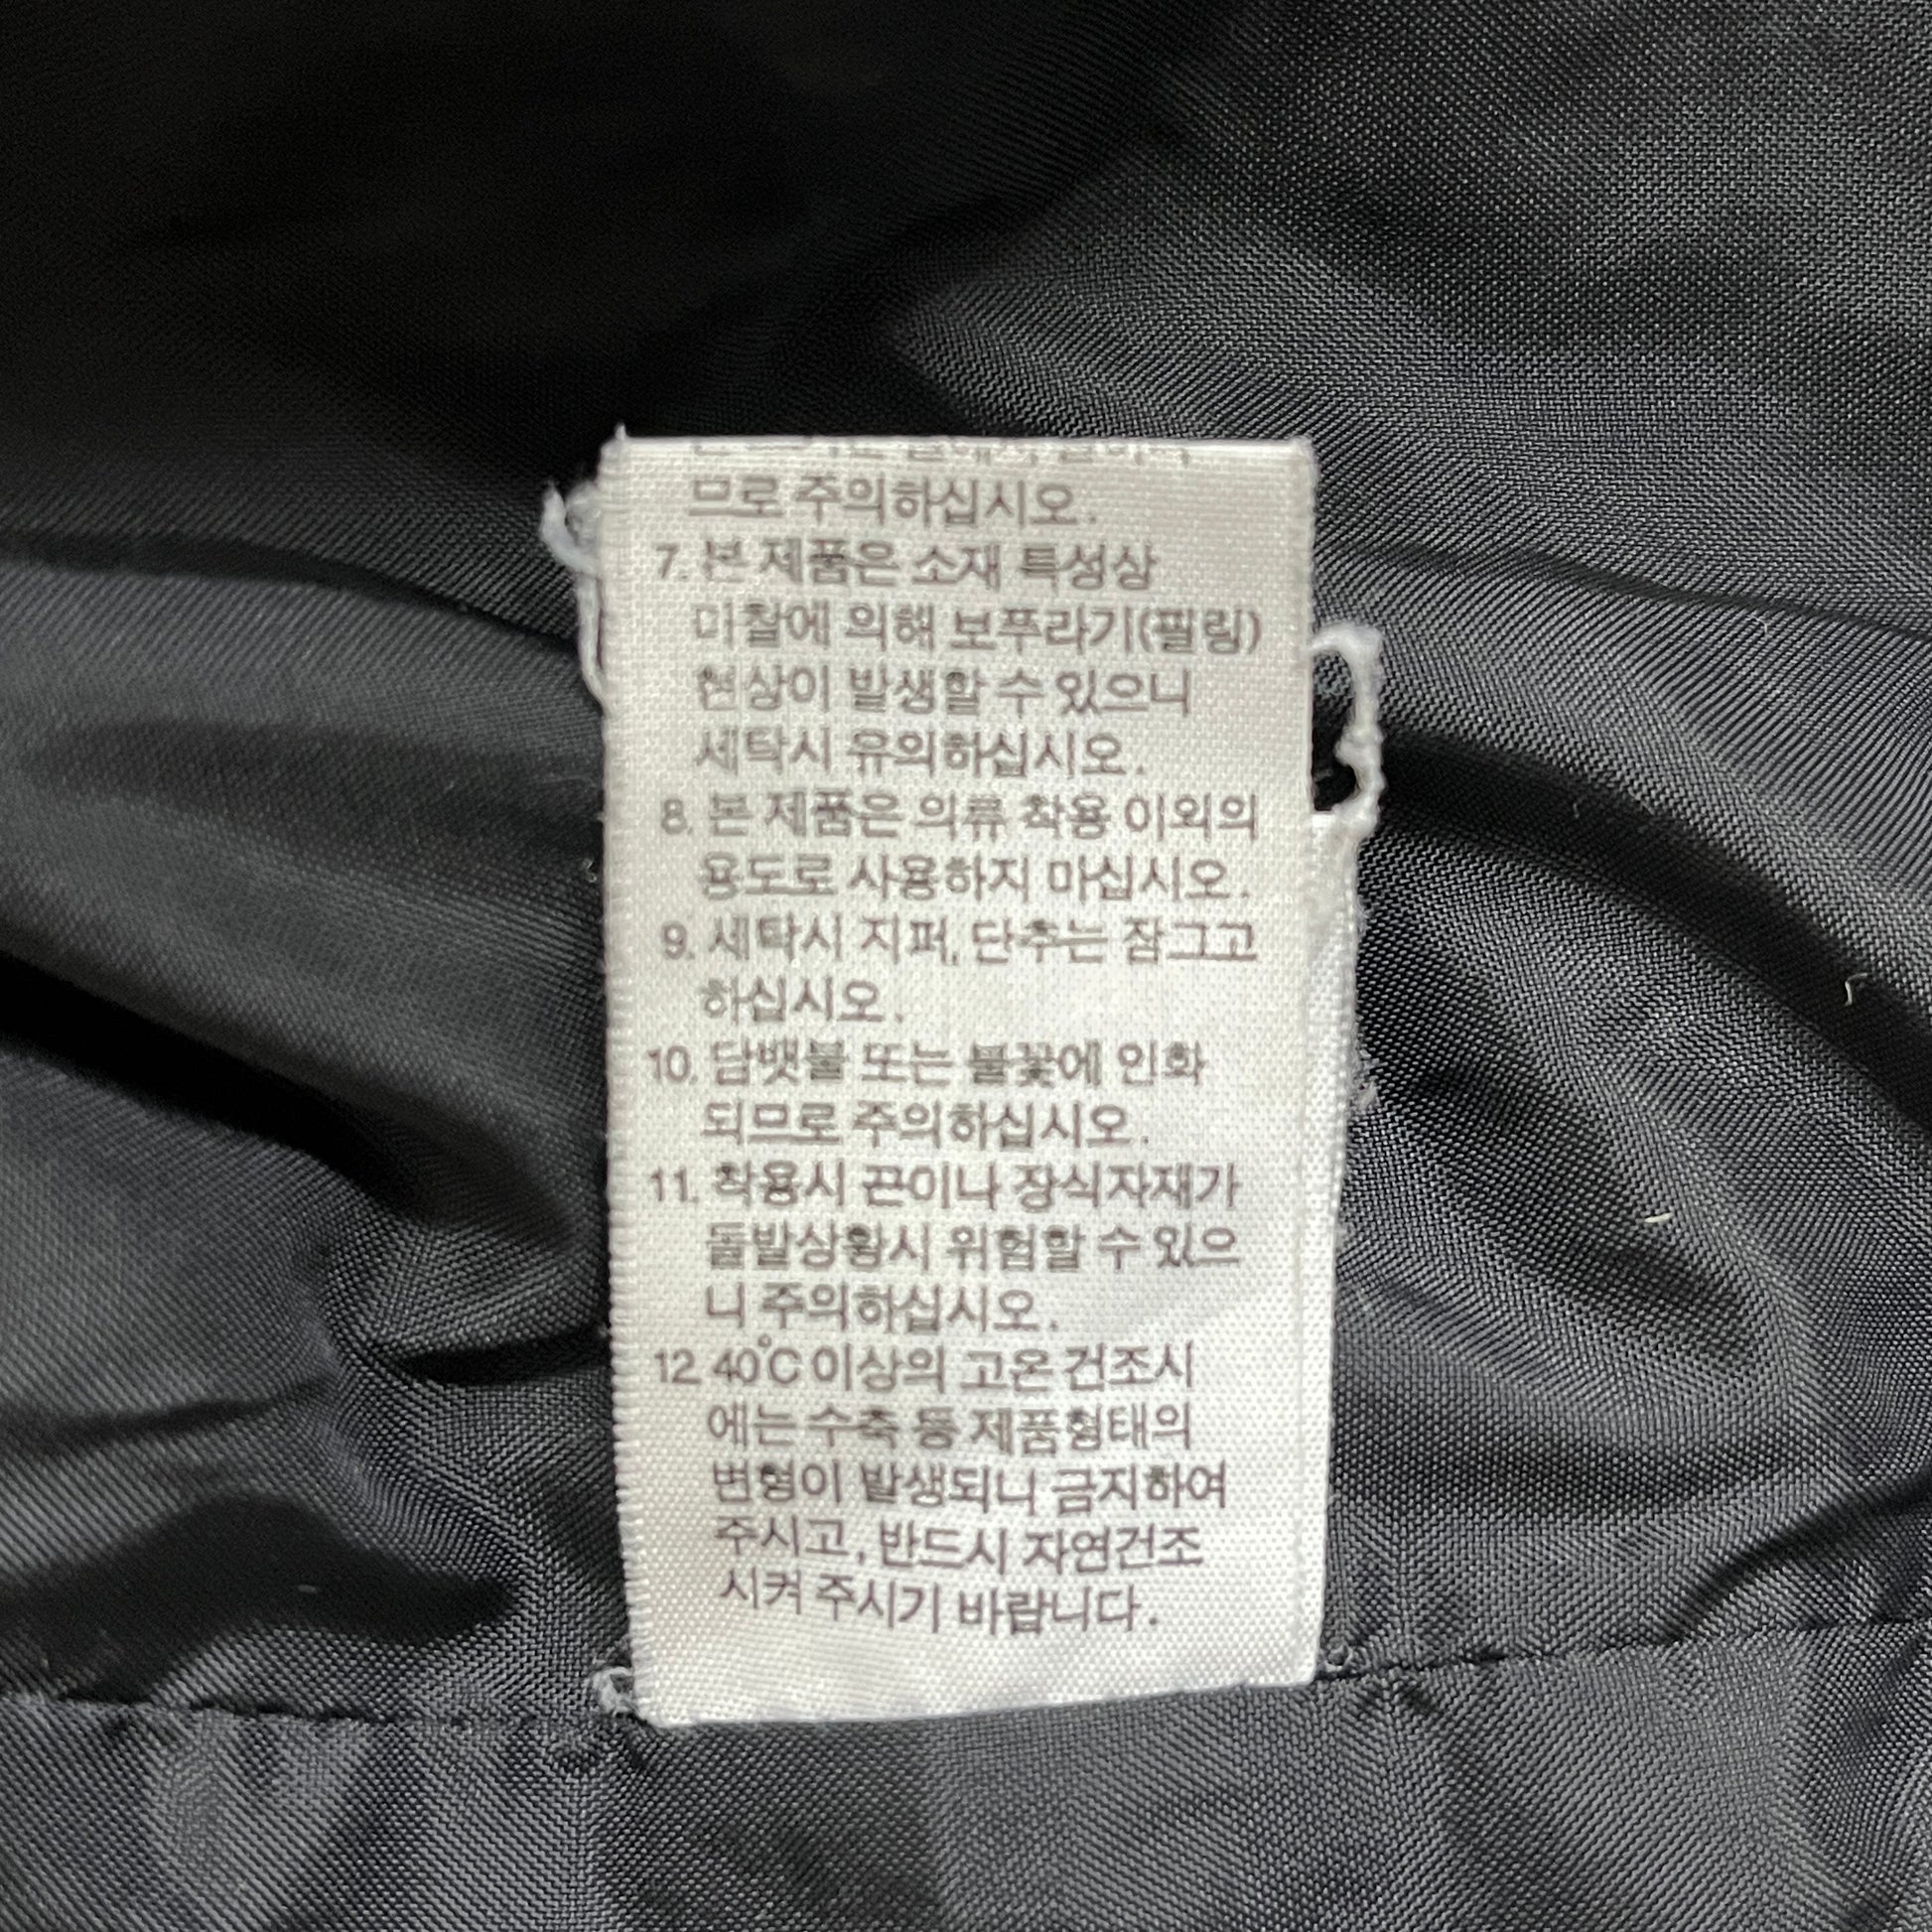 므로 주의하십시오.
7. 본 제품은 소재 특성상
마찰에 의해 보푸라기(필링)
현상이 발생할 수 있으니
세탁시 유의하십시오.
8. 본 제품은 의류 착용 이외의
용도로 사용하지 마십시오.
9. 세탁시 지퍼, 단추는 잠그고
하십시오.
10. 담뱃불 또는 불꽃에 인화
되므로 주의하십시오.
11. 착용시 끈이나 장식자재가
돌발상황시 위험할 수 있으
니 주의하십시오.
12. 40°C 이상의 고온 건조시
에는 수축 등 제품형태의
변형이 발생되니 금지하여
주시고, 반드시 자연건조
시켜 주시기 바랍니다.